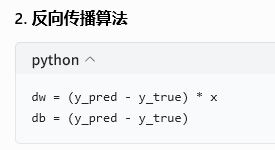 2. 反向传播算法
python
dw = (y_pred - y_true) * x
db = (y_pred - y_true)